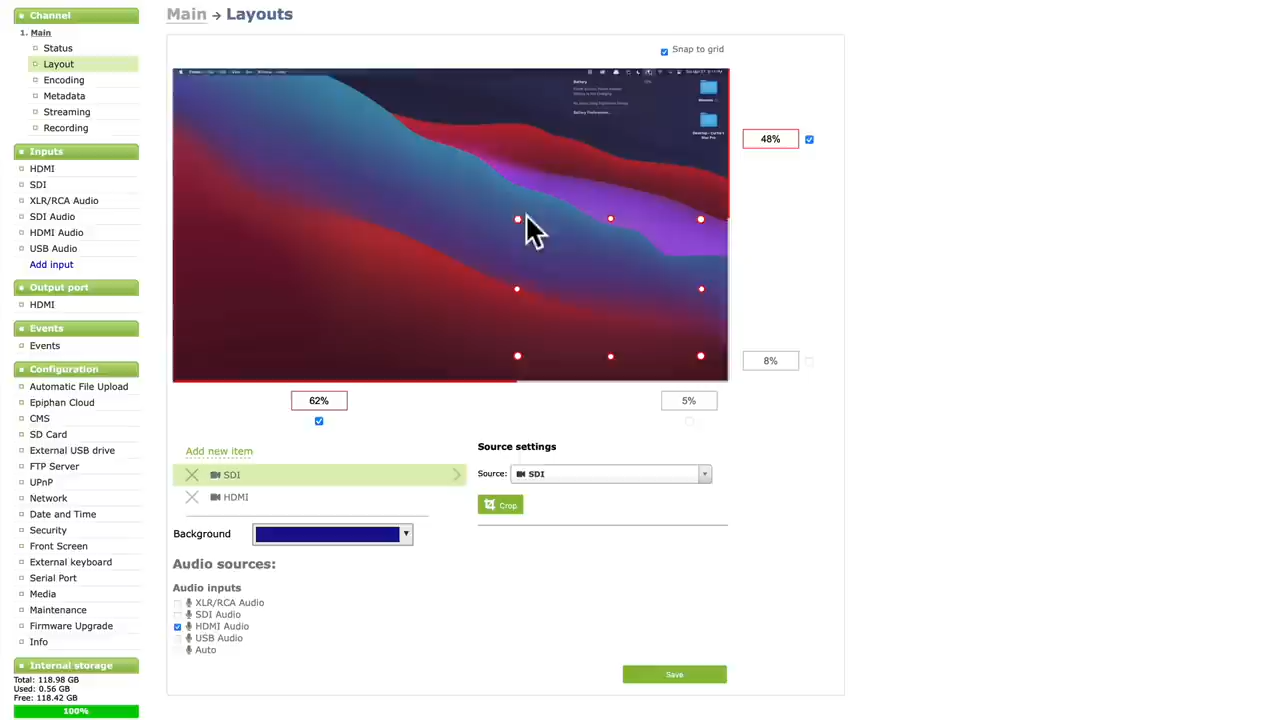 Channel
1. Main
Status
Layout
Encoding
Metadata
Streaming
Recording
Inputs
HDMI
SDI
XLR/RCA Audio
SDI Audio
HDMI Audio
USB Audio
Add input
Output port
HDMI
Events
Events
Configuration
Automatic File Upload
Epiphan Cloud
CMS
SD Card
External USB drive
FTP Server
UPnP
Network
Date and Time
Security
Front Screen
External keyboard
Serial Port
Media
Maintenance
Firmware Upgrade
Info
Internal storage
Total: 118.98 GB
Used: 0.56 GB
Free: 118.42 GB
100%
Main → Layouts
Snap to grid
Battery
Battery Preferences...
48%
8%
62%
5%
Add new item
SDI
HDMI
Background
Source settings
Source: SDI
Crop
Audio sources:
Audio inputs
XLR/RCA Audio
SDI Audio
HDMI Audio
USB Audio
Auto
Save